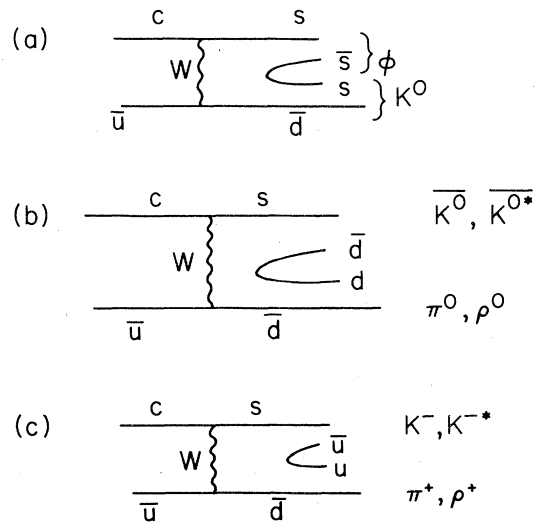 c s
(a) W s̅ } ϕ
s } K⁰
u̅ d̅
c s K̅⁰̅, K̅⁰̅*̅
(b) W d̅
d
π⁰, ρ⁰
u̅ d̅
c s K⁻, K⁻*
(c) W u̅
u
π⁺, ρ⁺
u̅ d̅